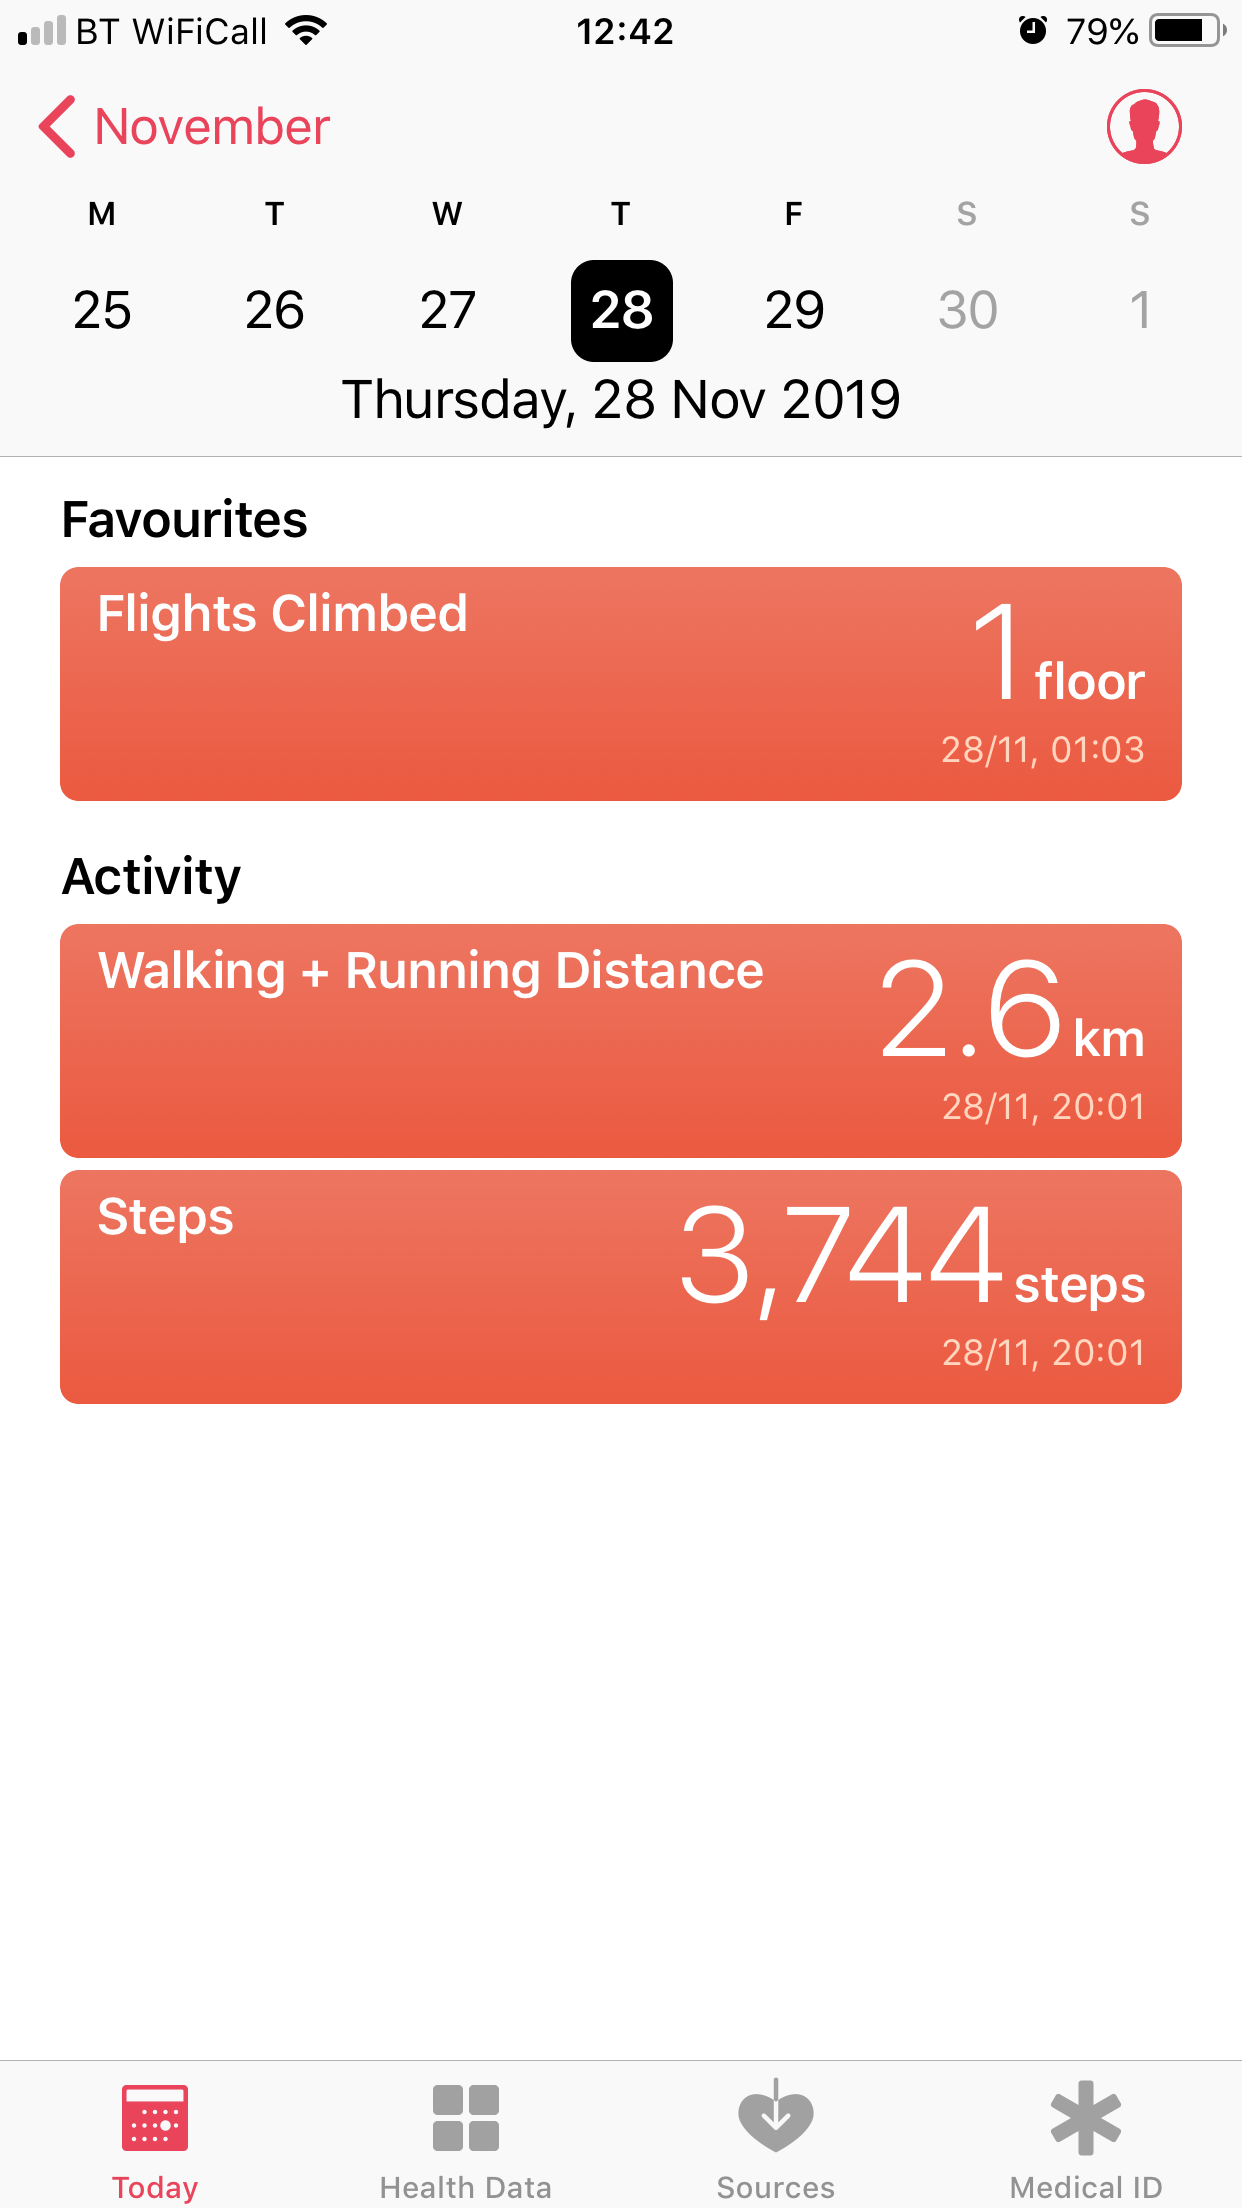 BT WiFiCall 12:42 79%
November
M T W T F S S
25 26 27 28 29 30 1
Thursday, 28 Nov 2019
Favourites
Flights Climbed
1 floor
28/11, 01:03
Activity
Walking + Running Distance
2.6 km
28/11, 20:01
Steps
3,744 steps
28/11, 20:01
Today Health Data Sources Medical ID